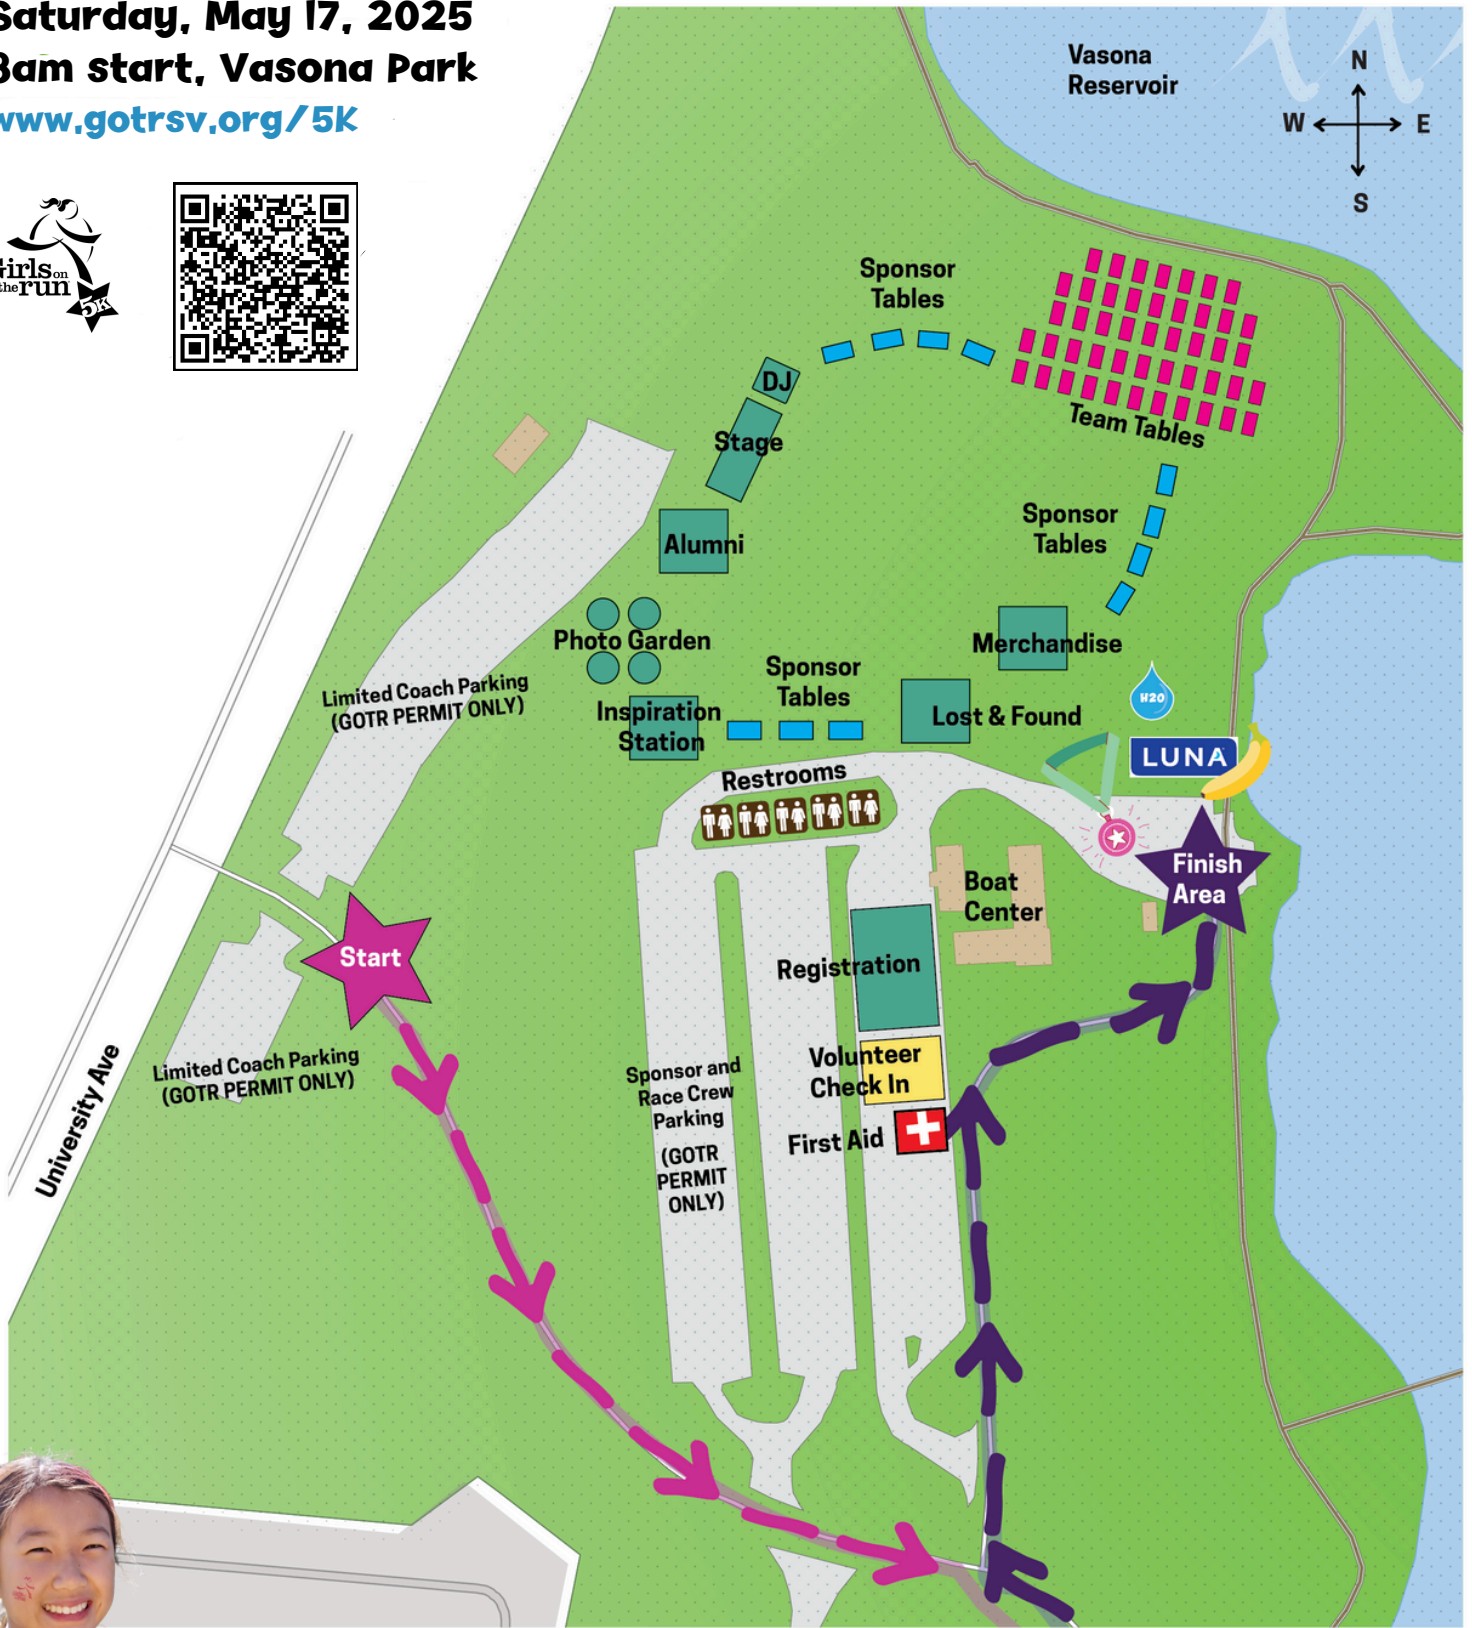 Saturday, May 17, 2025
8am start, Vasona Park
www.gotrsv.org/5K
Girls on
the run
5K
Vasona
Reservoir
N
W
E
S
Sponsor
Tables
DJ
Stage
Team Tables
Alumni
Sponsor
Tables
Photo Garden
Merchandise
Sponsor
Tables
Limited Coach Parking
(GOTR PERMIT ONLY)
Inspiration
Station
Lost & Found
H2O
LUNA
Restrooms
Finish
Area
Boat
Center
Start
Registration
University Ave
Limited Coach Parking
(GOTR PERMIT ONLY)
Sponsor and
Race Crew
Parking
(GOTR
PERMIT
ONLY)
Volunteer
Check In
First Aid